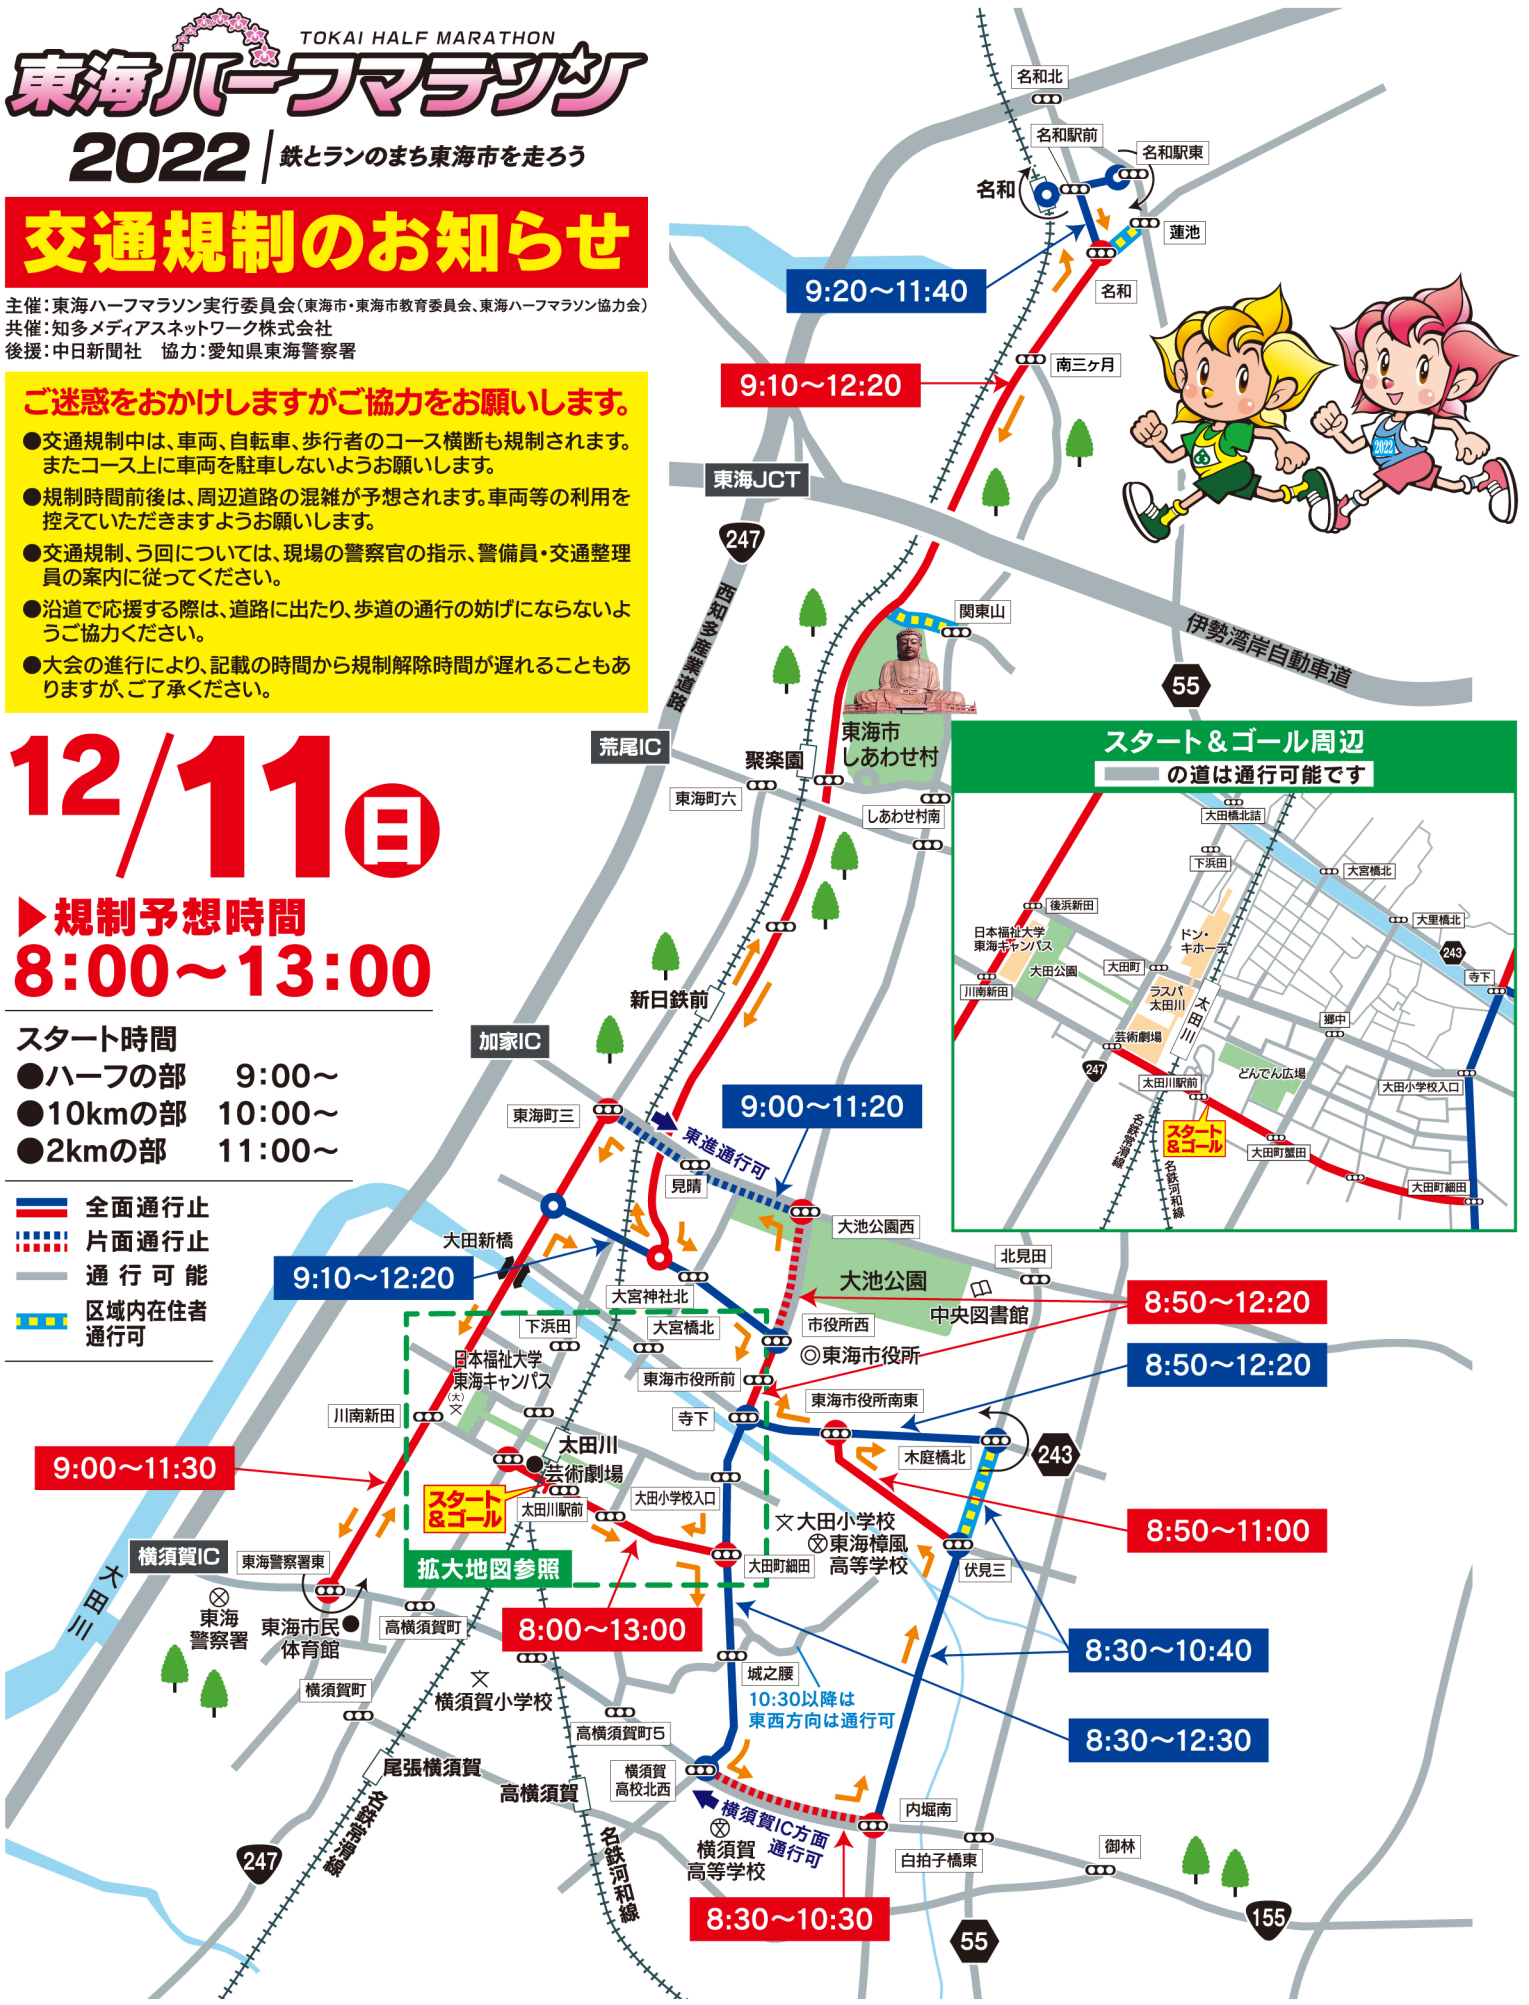 TOKAI HALF MARATHON
東海ハーフマラソン
2022
鉄とランのまち東海市を走ろう
交通規制のお知らせ
主催：東海ハーフマラソン実行委員会（東海市・東海市教育委員会、東海ハーフマラソン協力会）
共催：知多メディアスネットワーク株式会社
後援：中日新聞社　協力：愛知県東海警察署
ご迷惑をおかけしますがご協力をお願いします。
●交通規制中は、車両、自転車、歩行者のコース横断も規制されます。
またコース上に車両を駐車しないようお願いします。
●規制時間前後は、周辺道路の混雑が予想されます。車両等の利用を
控えていただきますようお願いします。
●交通規制、う回については、現場の警察官の指示、警備員・交通整理
員の案内に従ってください。
●沿道で応援する際は、道路に出たり、歩道の通行の妨げにならないよ
うご協力ください。
●大会の進行により、記載の時間から規制解除時間が遅れることもあ
りますが、ご了承ください。
12/11日
▶規制予想時間
8：00～13：00
スタート時間
●ハーフの部　9：00～
●10kmの部　10：00～
●2kmの部　11：00～
全面通行止
片面通行止
通行可能
区域内在住者
通行可
名和北
名和駅前
名和駅東
名和
蓮池
9:20～11:40
名和
南三ヶ月
9:10～12:20
2022
東海JCT
247
西知多産業道路
関東山
伊勢湾岸自動車道
55
東海市
しあわせ村
聚楽園
荒尾IC
東海町六
しあわせ村南
新日鉄前
加家IC
東海町三
9:00～11:20
東進通行可
見晴
大池公園西
大田新橋
9:10～12:20
大宮神社北
大池公園
北見田
中央図書館
8:50～12:20
市役所西
◎東海市役所
8:50～12:20
下浜田
大宮橋北
日本福祉大学
東海キャンパス
(大)
文
東海市役所前
東海市役所南東
川南新田
寺下
木庭橋北
243
太田川
芸術劇場
9:00～11:30
スタート
&ゴール
太田川駅前
大田小学校入口
文大田小学校
文東海樟風
高等学校
8:50～11:00
横須賀IC
東海警察署東
拡大地図参照
大田町細田
伏見三
大田川
東海
警察署
東海市民
体育館
高横須賀町
8:00～13:00
8:30～10:40
横須賀町
文
横須賀小学校
城之腰
10:30以降は
東西方向は通行可
高横須賀町5
8:30～12:30
尾張横須賀
高横須賀
横須賀
高校北西
内堀南
横須賀IC方面
通行可
文
横須賀
高等学校
白拍子橋東
御林
名鉄常滑線
名鉄河和線
247
8:30～10:30
55
155
スタート＆ゴール周辺
の道は通行可能です
大田橋北詰
下浜田
大宮橋北
後浜新田
大里橋北
日本福祉大学
東海キャンパス
ドン・
キホーテ
243
大田公園
大田町
寺下
川南新田
ラスパ
太田川
太田川
郷中
芸術劇場
247
太田川駅前
どんでん広場
大田小学校入口
スタート
&ゴール
大田町蟹田
名鉄常滑線
名鉄河和線
大田町細田